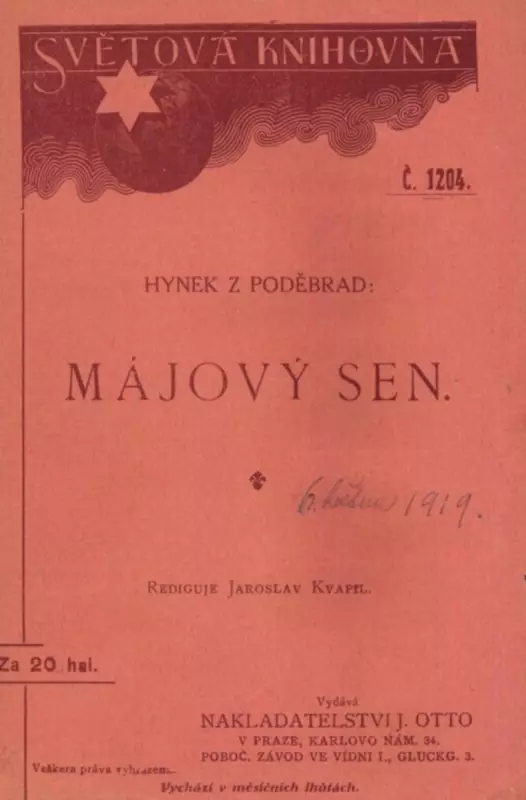 SVĚTOVÁ KNIHOVNA
Č. 1204.
HYNEK Z PODĚBRAD:
MÁJOVÝ SEN.
6. května 1919.
REDIGUJE JAROSLAV KVAPIL.
Za 20 hal.
Vydává
NAKLADATELSTVÍ J. OTTO
V PRAZE, KARLOVO NÁM. 34.
POBOČ. ZÁVOD VE VÍDNI I., GLUCKG. 3.
Veškera práva vyhrazena.
Vychází v měsíčních lhůtách.